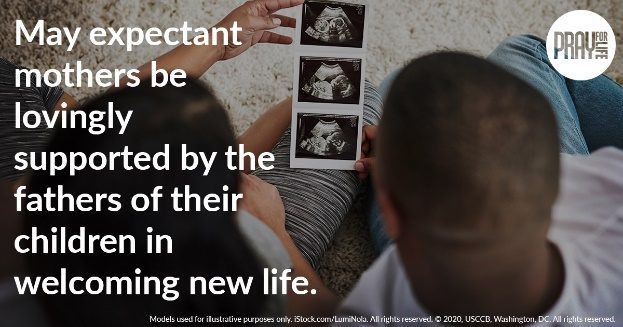 May expectant
mothers be
lovingly
supported by the
fathers of their
children in
welcoming new life.
PRAY FOR LIFE
Models used for illustrative purposes only. iStock.com/LumiNola. All rights reserved. © 2020, USCCB, Washington, DC. All rights reserved.